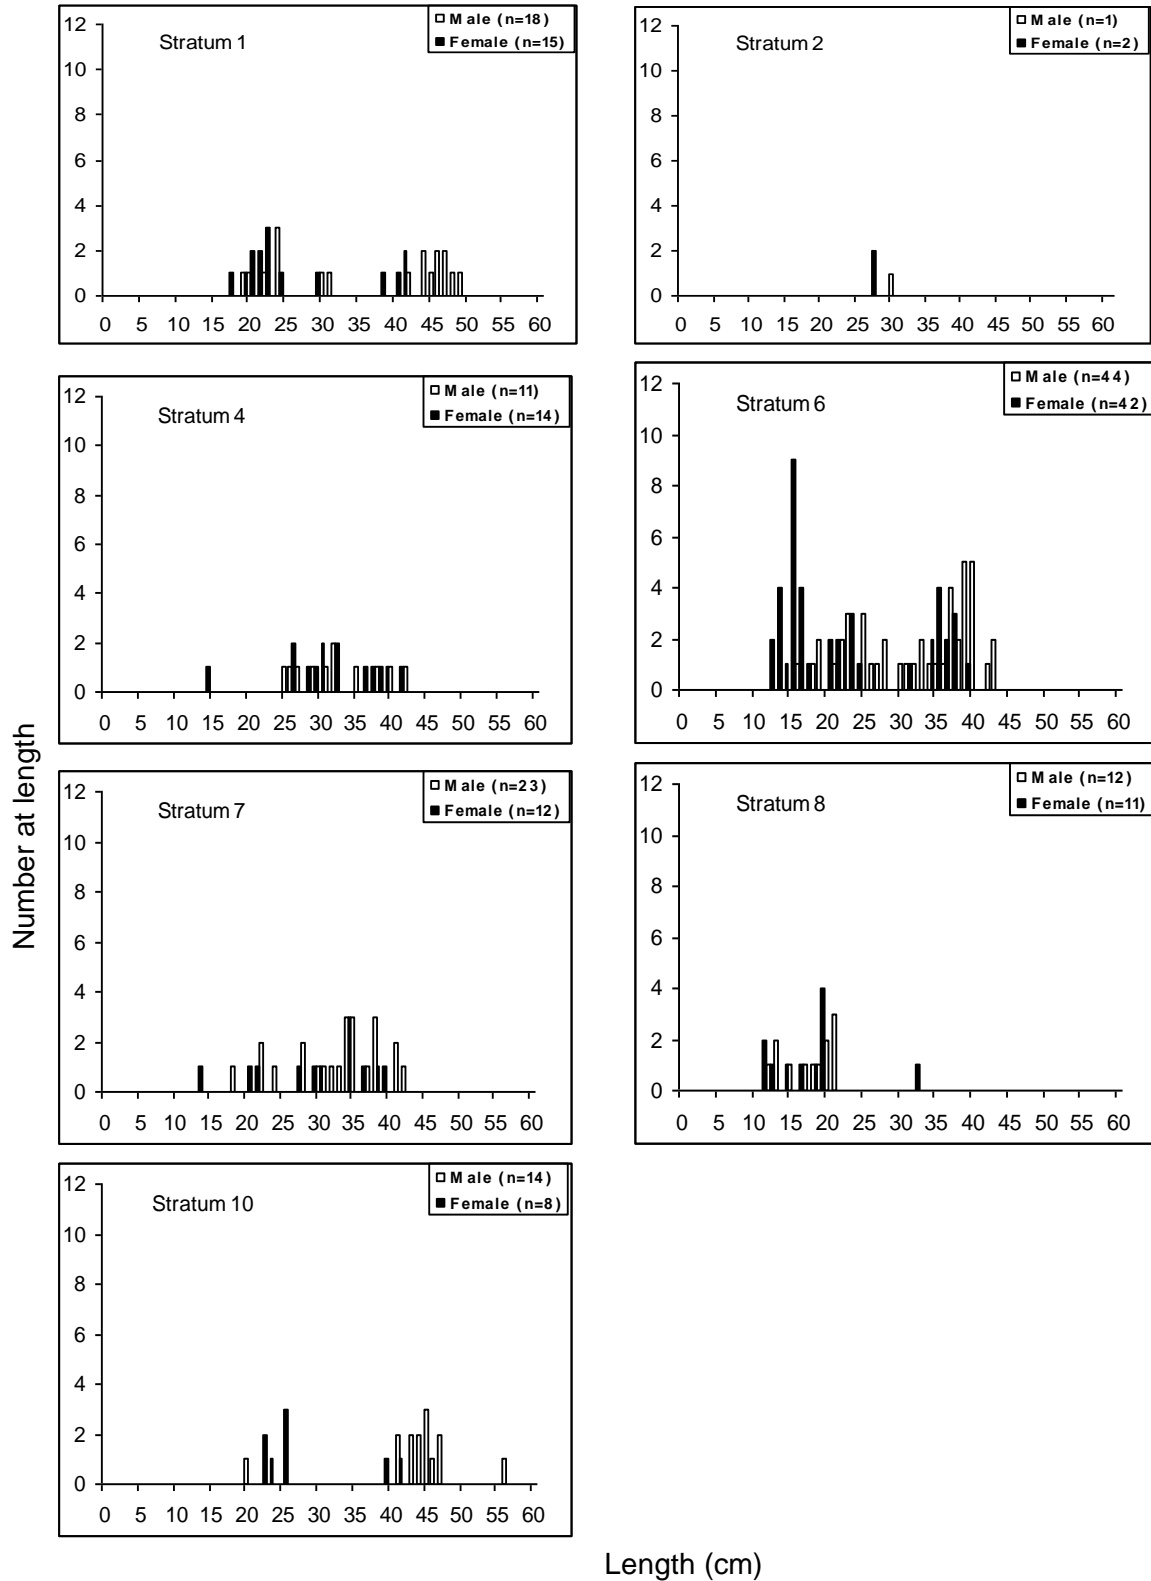 Male (n=18)
Female (n=15)
Stratum 1
12
10
8
6
4
2
0
0 5 10 15 20 25 30 35 40 45 50 55 60
Male (n=1)
Female (n=2)
Stratum 2
12
10
8
6
4
2
0
0 5 10 15 20 25 30 35 40 45 50 55 60
Male (n=11)
Female (n=14)
Stratum 4
12
10
8
6
4
2
0
0 5 10 15 20 25 30 35 40 45 50 55 60
Male (n=44)
Female (n=42)
Stratum 6
12
10
8
6
4
2
0
0 5 10 15 20 25 30 35 40 45 50 55 60
Number at length
Male (n=23)
Female (n=12)
Stratum 7
12
10
8
6
4
2
0
0 5 10 15 20 25 30 35 40 45 50 55 60
Male (n=12)
Female (n=11)
Stratum 8
12
10
8
6
4
2
0
0 5 10 15 20 25 30 35 40 45 50 55 60
Male (n=14)
Female (n=8)
Stratum 10
12
10
8
6
4
2
0
0 5 10 15 20 25 30 35 40 45 50 55 60
Length (cm)